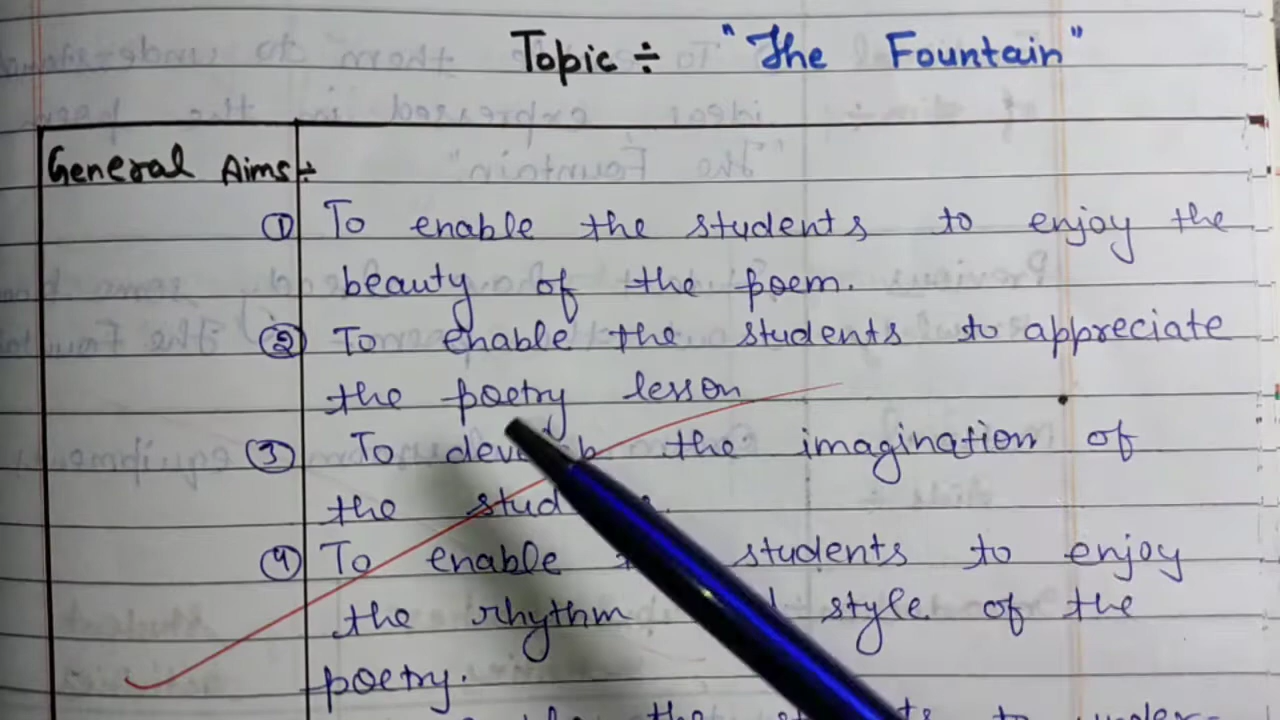 Topic ÷ "The Fountain"
General Aims ÷
① To enable the students to enjoy the
beauty of the poem.
② To enable the students to appreciate
the poetry lesson
③ To the imagination of
the
④ To enable students to enjoy
the rhythm style of the
poetry.
the to